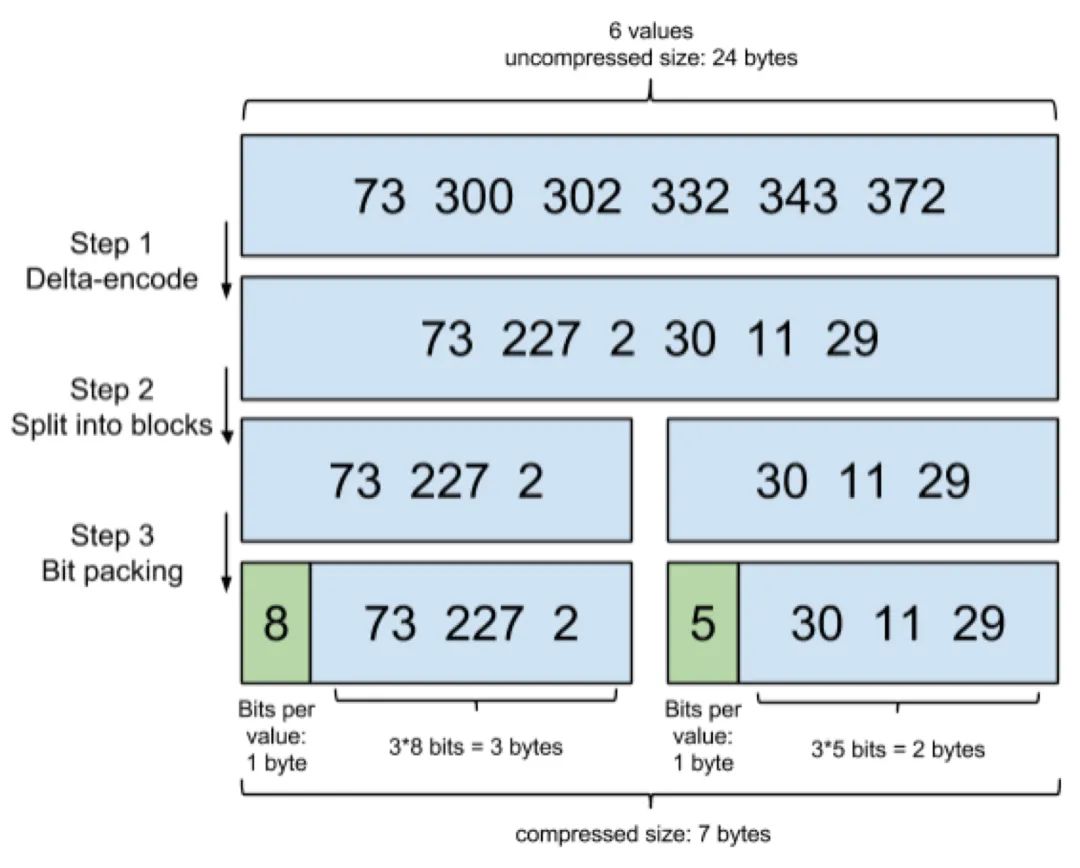 6 values
uncompressed size: 24 bytes
73 300 302 332 343 372
Step 1
Delta-encode
73 227 2 30 11 29
Step 2
Split into blocks
73 227 2
30 11 29
Step 3
Bit packing
8
73 227 2
5
30 11 29
Bits per
value:
1 byte
3*8 bits = 3 bytes
Bits per
value:
1 byte
3*5 bits = 2 bytes
compressed size: 7 bytes